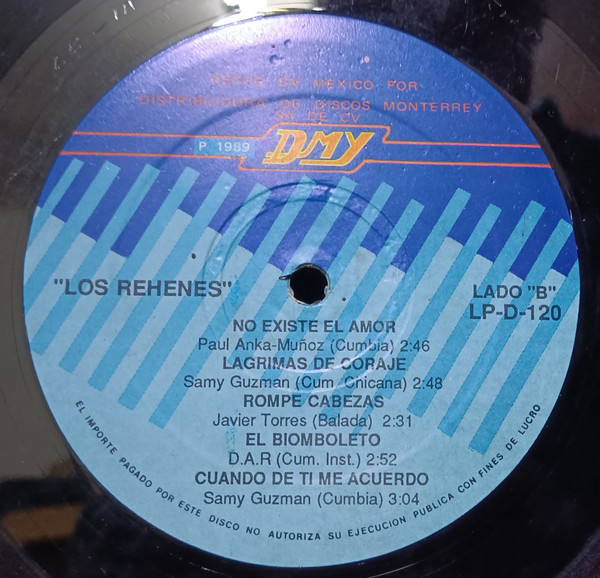 HECHO EN MEXICO POR
DISTRIBUIDORA DE DISCOS MONTERREY
SA DE CV
P 1989 DMY
"LOS REHENES"
LADO "B"
LP-D-120
NO EXISTE EL AMOR
Paul Anka-Muñoz (Cumbia) 2:46
LAGRIMAS DE CORAJE
Samy Guzman (Cum. Chicana) 2:48
ROMPE CABEZAS
Javier Torres (Balada) 2:31
EL BIOMBOLETO
D.A.R (Cum. Inst.) 2:52
CUANDO DE TI ME ACUERDO
Samy Guzman (Cumbia) 3:04
EL IMPORTE PAGADO POR ESTE DISCO NO AUTORIZA SU EJECUCION PUBLICA CON FINES DE LUCRO